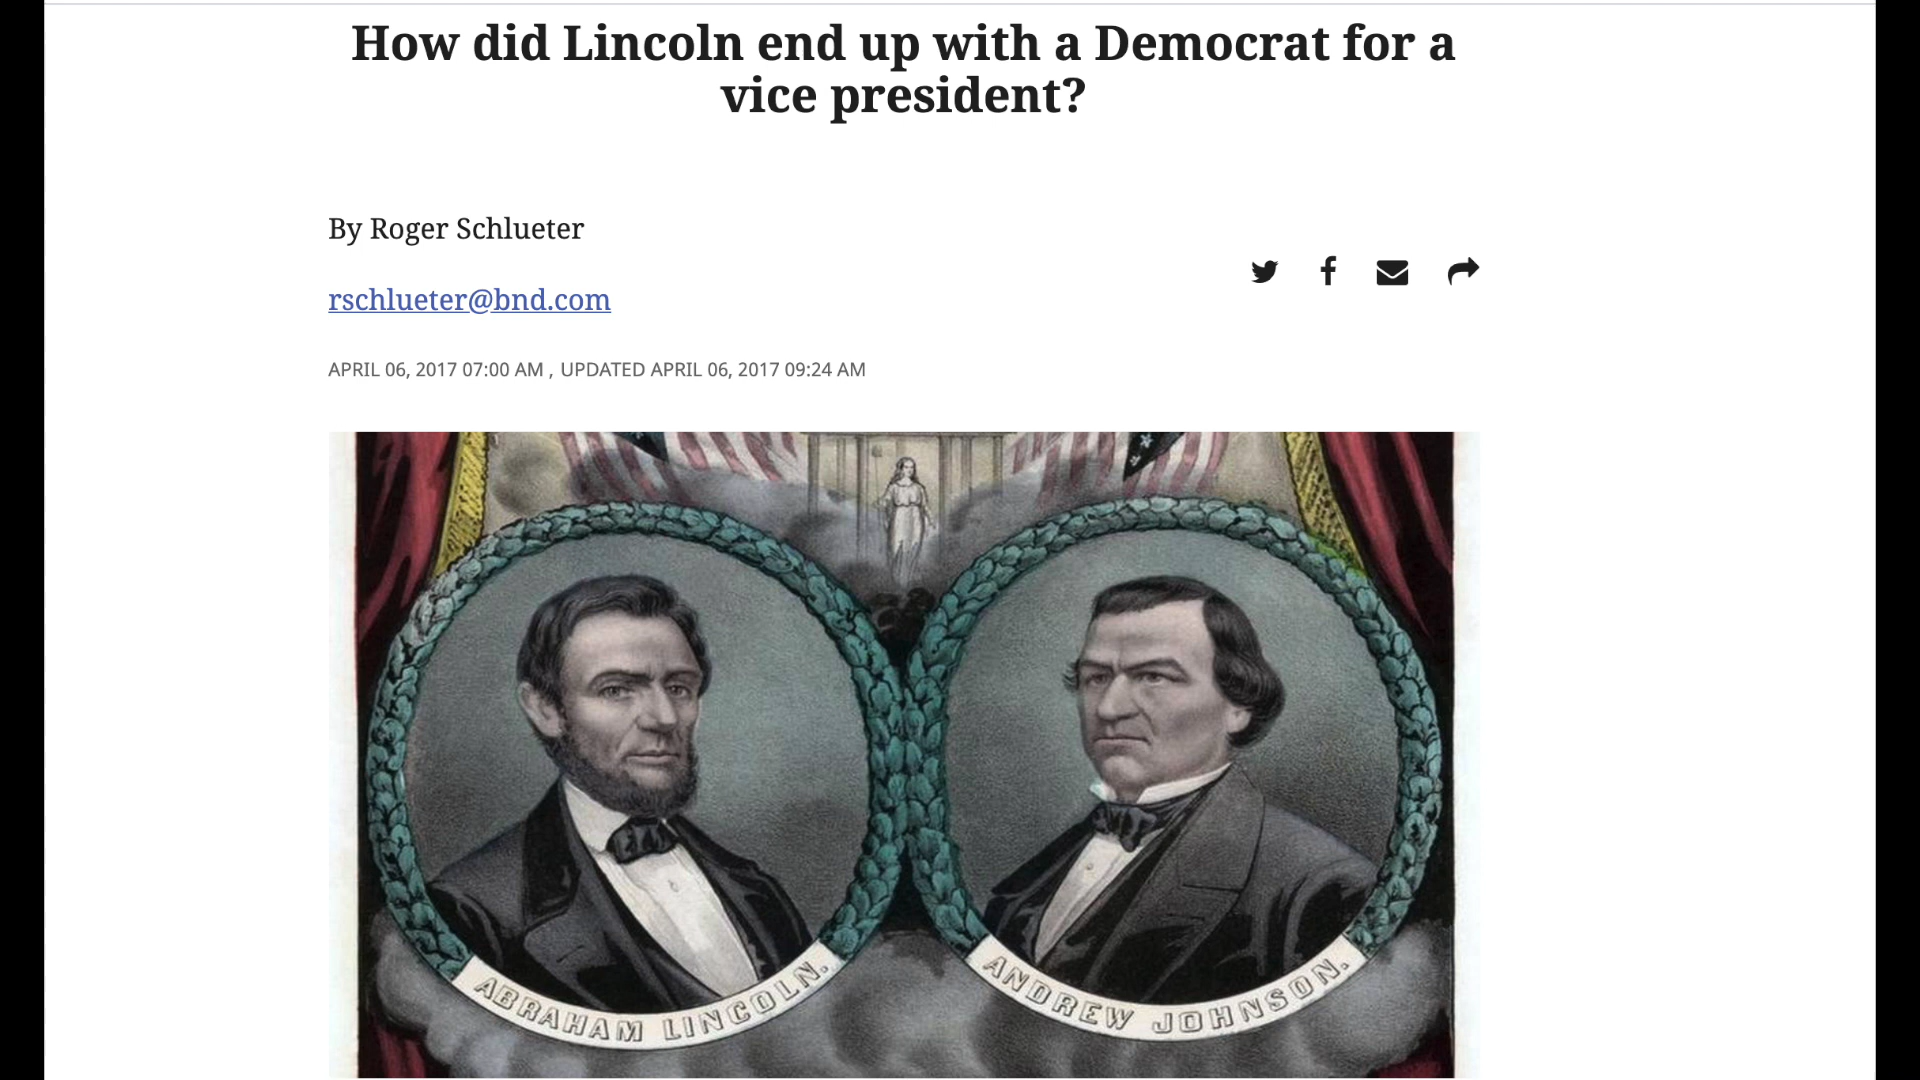 How did Lincoln end up with a Democrat for a
vice president?
By Roger Schlueter
rschlueter@bnd.com
APRIL 06, 2017 07:00 AM , UPDATED APRIL 06, 2017 09:24 AM
ABRAHAM LINCOLN.
ANDREW JOHNSON.